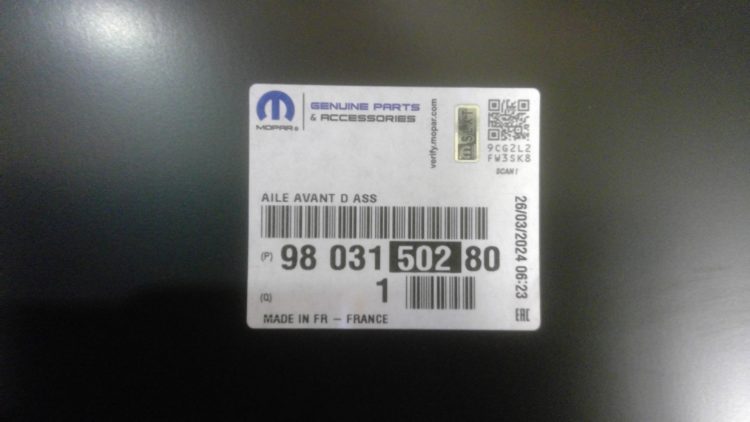 MOPAR®
GENUINE PARTS
& ACCESSORIES
verify.mopar.com
9CG2L2
FW3SK8
SCAN!
AILE AVANT D ASS
26/03/2024 06:23
(P) 98 031 502 80
(Q) 1
MADE IN FR – FRANCE
EAC